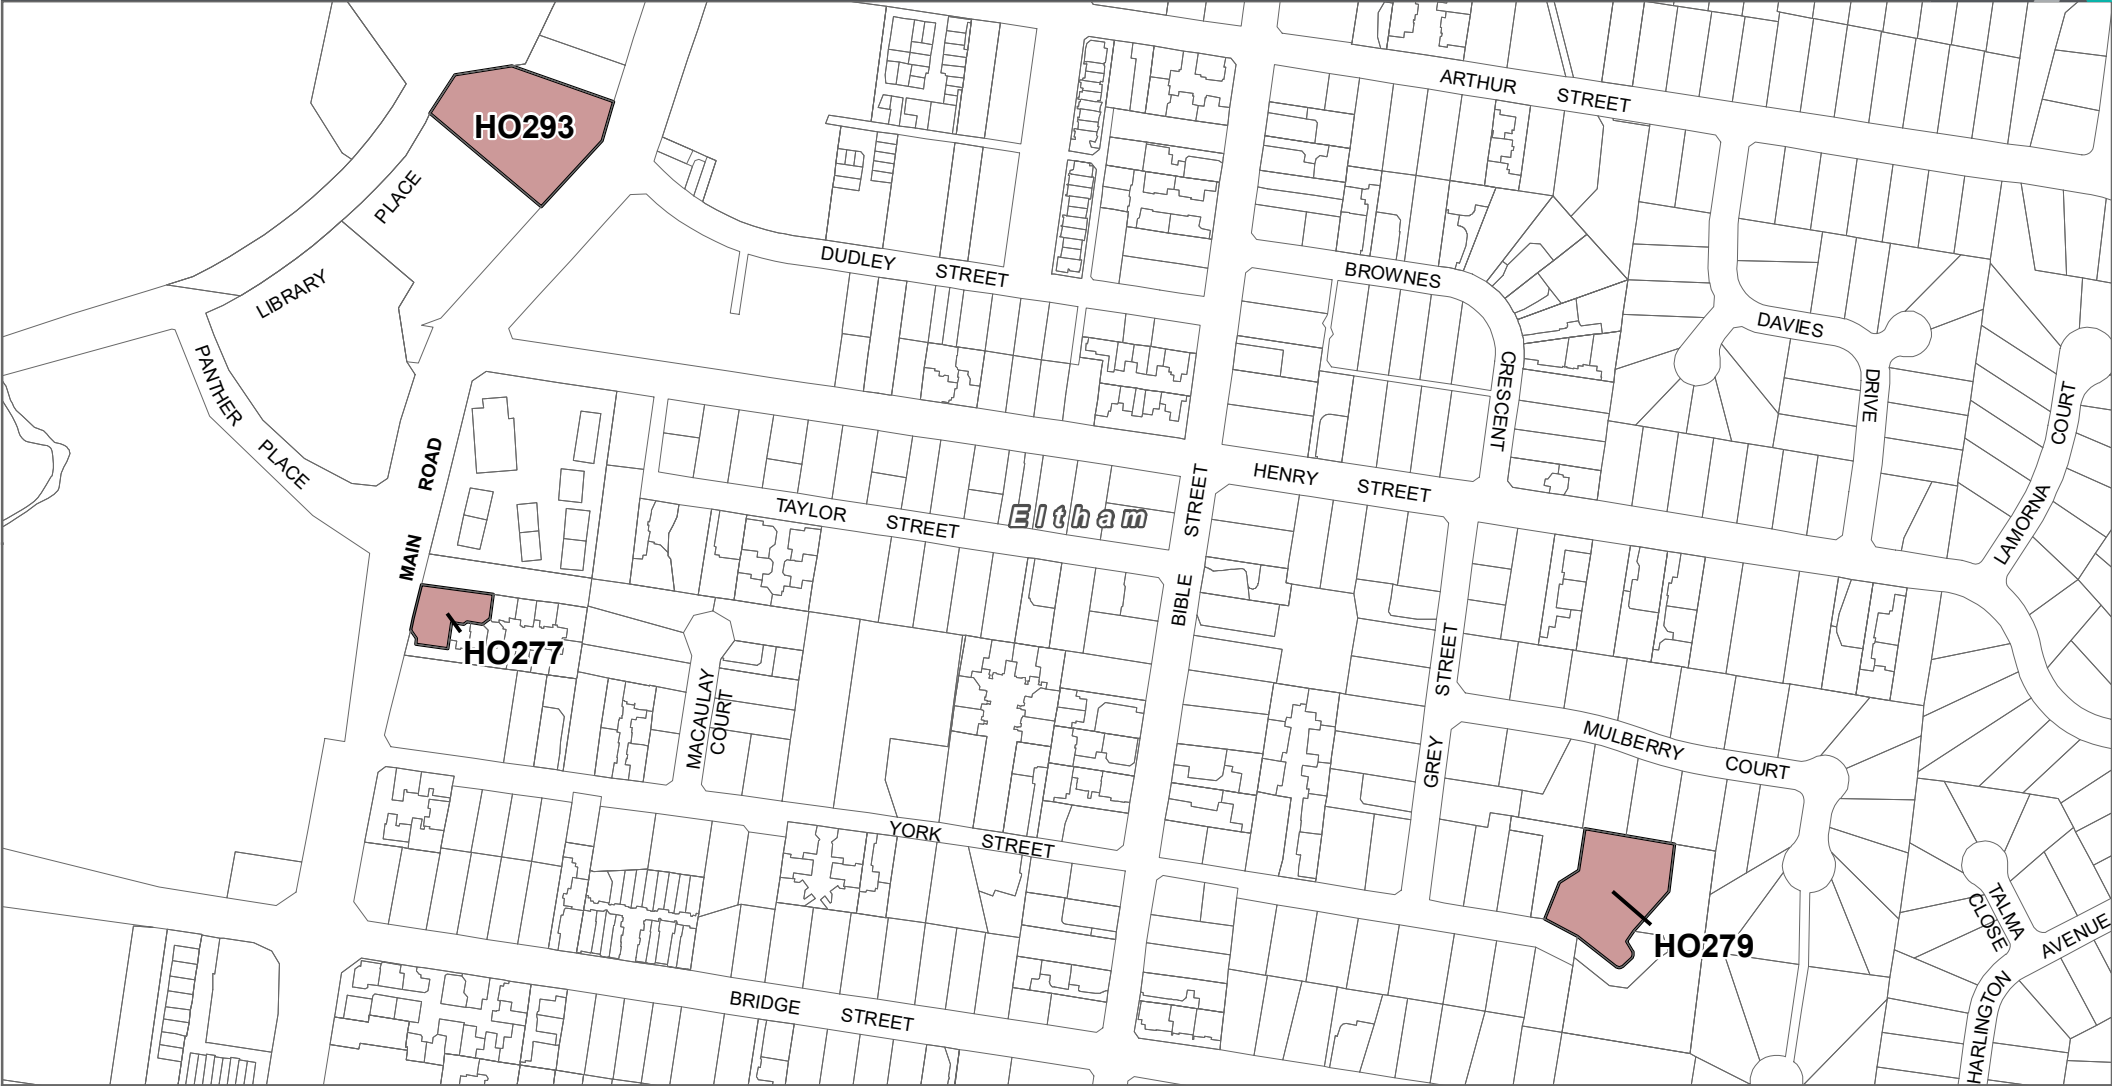 ARTHUR STREET
HO293
PLACE
LIBRARY
DUDLEY STREET
BROWNES
CRESCENT
DAVIES
DRIVE
PANTHER
PLACE
MAIN ROAD
HENRY STREET
COURT
LAMORNA
TAYLOR STREET
Eltham
BIBLE STREET
HO277
MACAULAY
COURT
GREY STREET
MULBERRY COURT
YORK STREET
HO279
TALMA
CLOSE
AVENUE
HARLINGTON
BRIDGE STREET